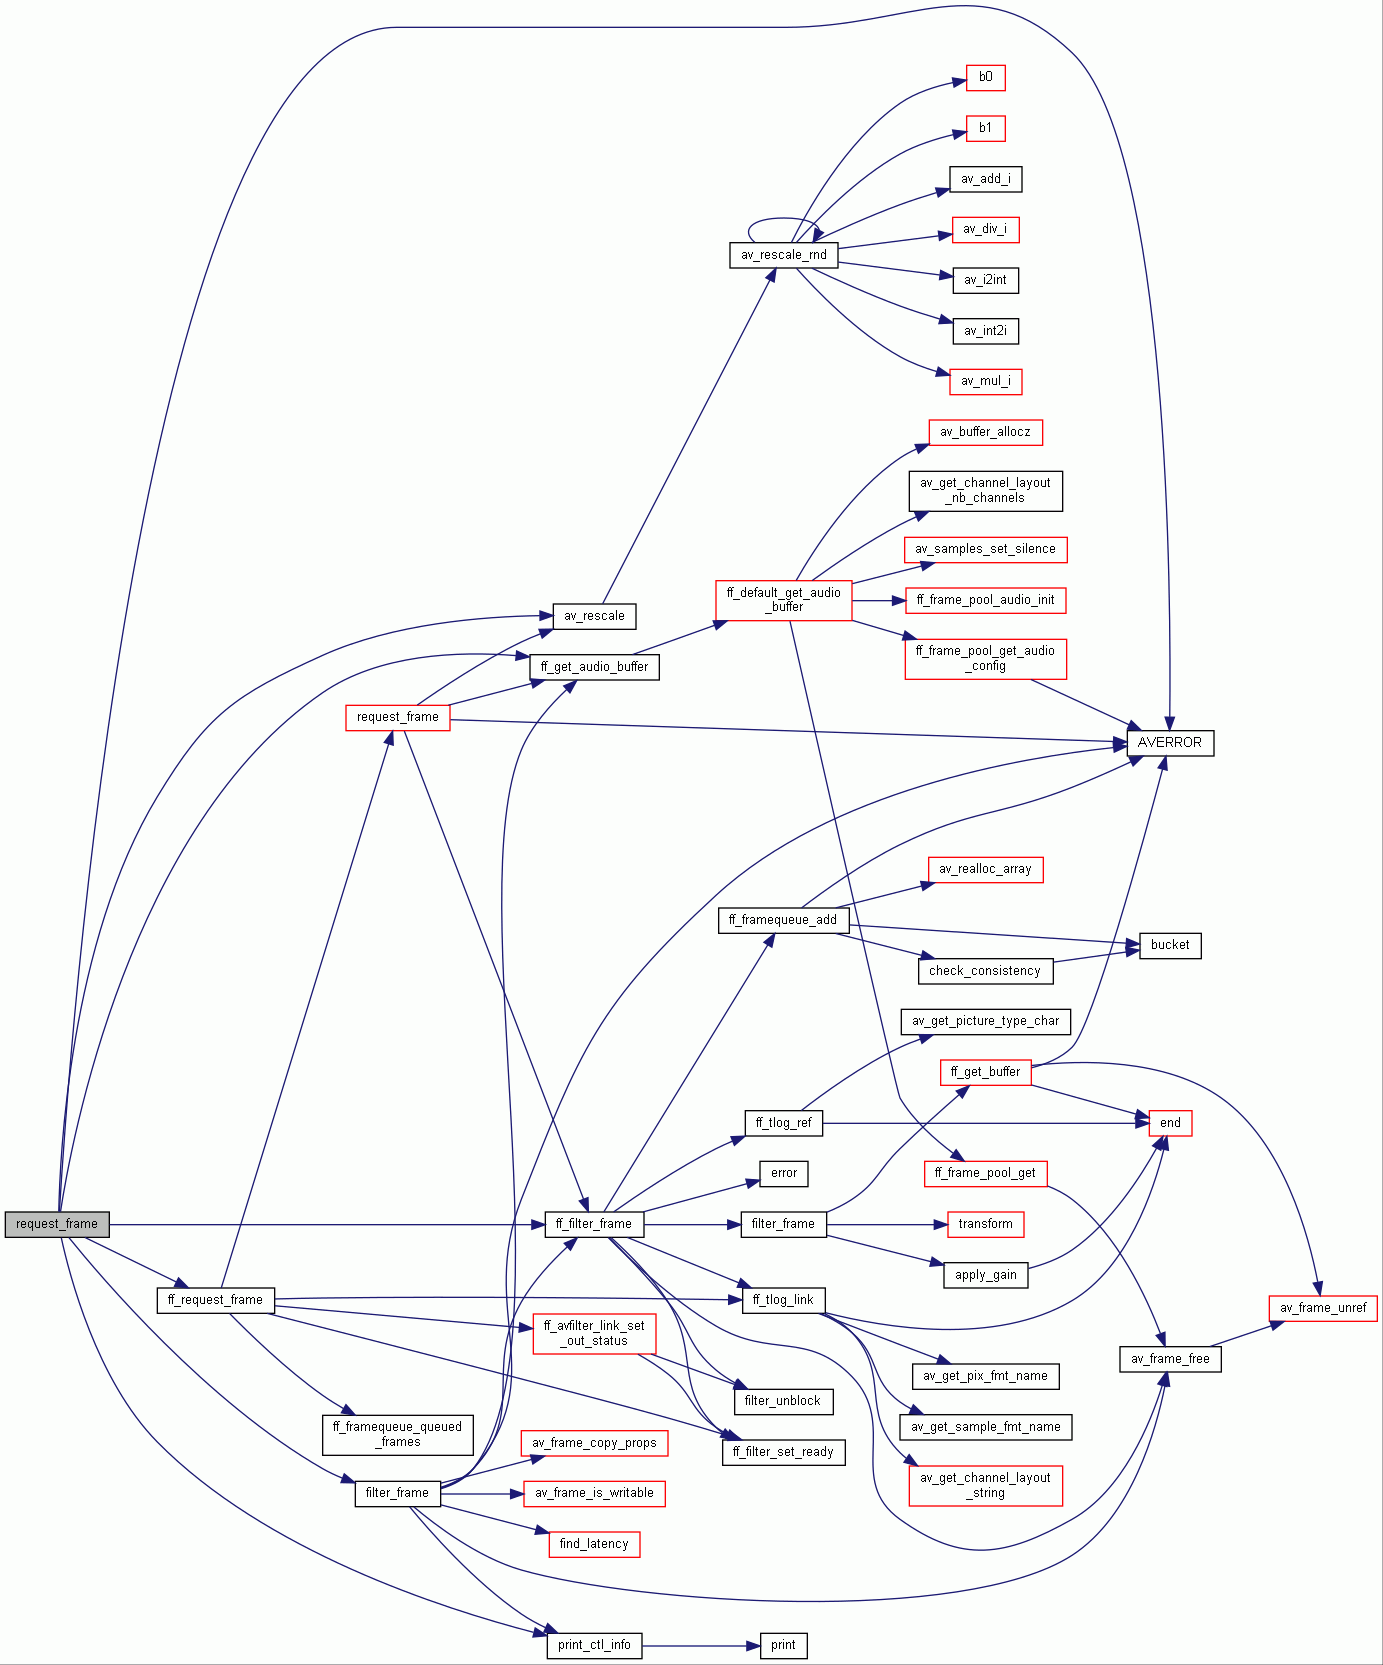 b0
b1
av_add_i
av_div_i
av_rescale_rnd
av_i2int
av_int2i
av_mul_i
av_buffer_allocz
av_get_channel_layout
_nb_channels
av_samples_set_silence
ff_default_get_audio
_buffer
ff_frame_pool_audio_init
av_rescale
ff_frame_pool_get_audio
_config
ff_get_audio_buffer
request_frame
AVERROR
av_realloc_array
ff_framequeue_add
bucket
check_consistency
av_get_picture_type_char
ff_get_buffer
ff_tlog_ref
end
error
ff_frame_pool_get
request_frame
ff_filter_frame
filter_frame
transform
apply_gain
ff_request_frame
ff_tlog_link
av_frame_unref
ff_avfilter_link_set
_out_status
av_frame_free
av_get_pix_fmt_name
filter_unblock
av_get_sample_fmt_name
ff_framequeue_queued
_frames
av_frame_copy_props
ff_filter_set_ready
av_get_channel_layout
_string
filter_frame
av_frame_is_writable
find_latency
print_ctl_info
print